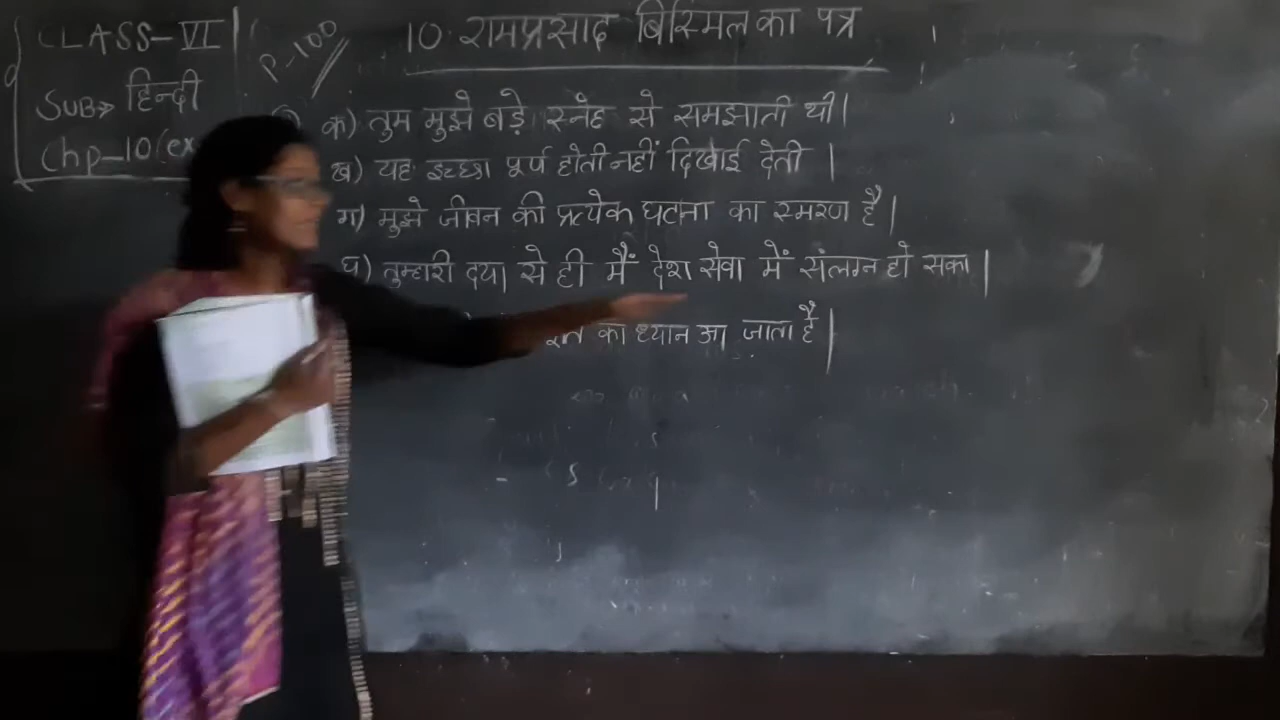 CLASS-VI
SUB→ हिन्दी
Chp-10(ex
P-100
10. रामप्रसाद बिस्मिल का पत्र
क) तुम मुझे बड़े स्नेह से समझाती थी।
ख) यह इच्छा पूर्ण होती नहीं दिखाई देती |
ग) मुझे जीवन की प्रत्येक घटना का स्मरण है।
घ) तुम्हारी दया से ही मैं देश सेवा में संलग्न हो सका |
का ध्यान आ जाता है |